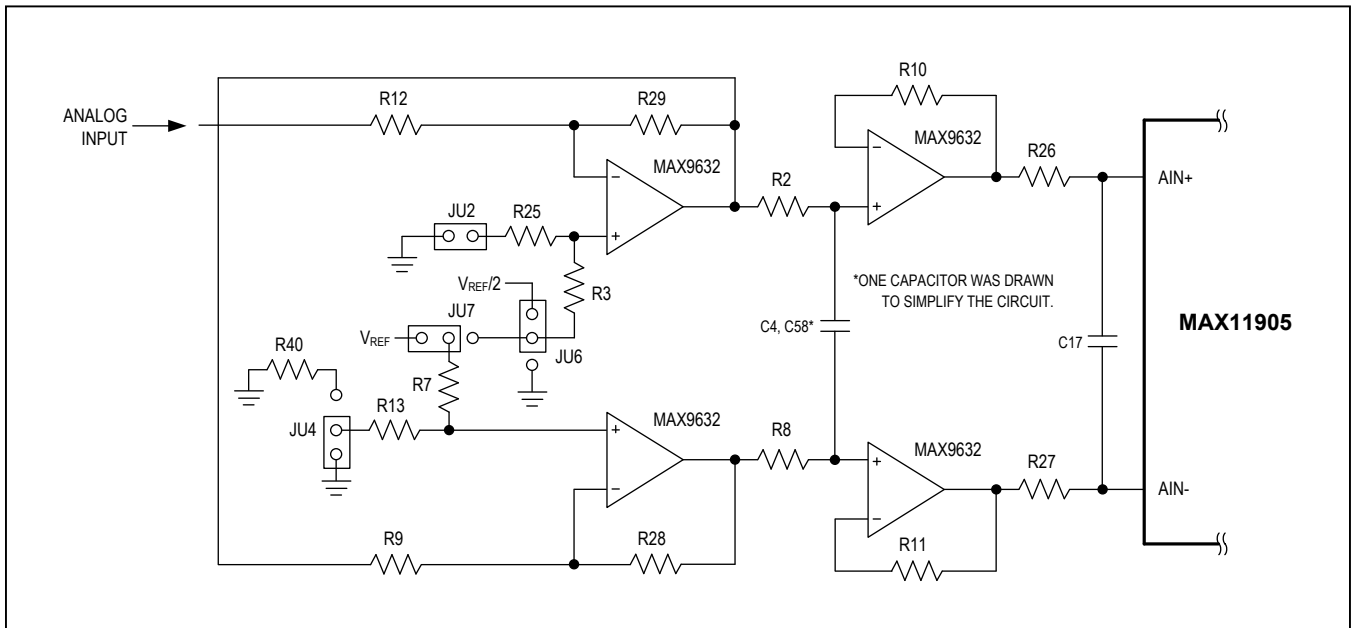 R10
R12
R29
ANALOG
INPUT
MAX9632
MAX9632
R26
R2
AIN+
JU2
R25
−
+
−
+
VREF/2
R3
*ONE CAPACITOR WAS DRAWN
TO SIMPLIFY THE CIRCUIT.
JU7
VREF
MAX11905
C4, C58*
C17
R40
JU6
R7
R13
MAX9632
JU4
R8
MAX9632
R27
+
+
AIN-
−
−
R9
R28
R11